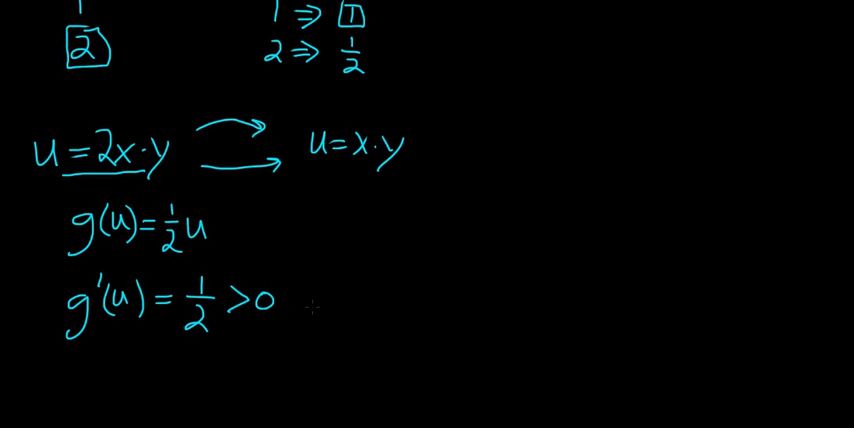 1 1 ⇒ 1
2 2 ⇒ 1/2
u = 2x·y → u = x·y
g(u) = 1/2 u
g'(u) = 1/2 > 0